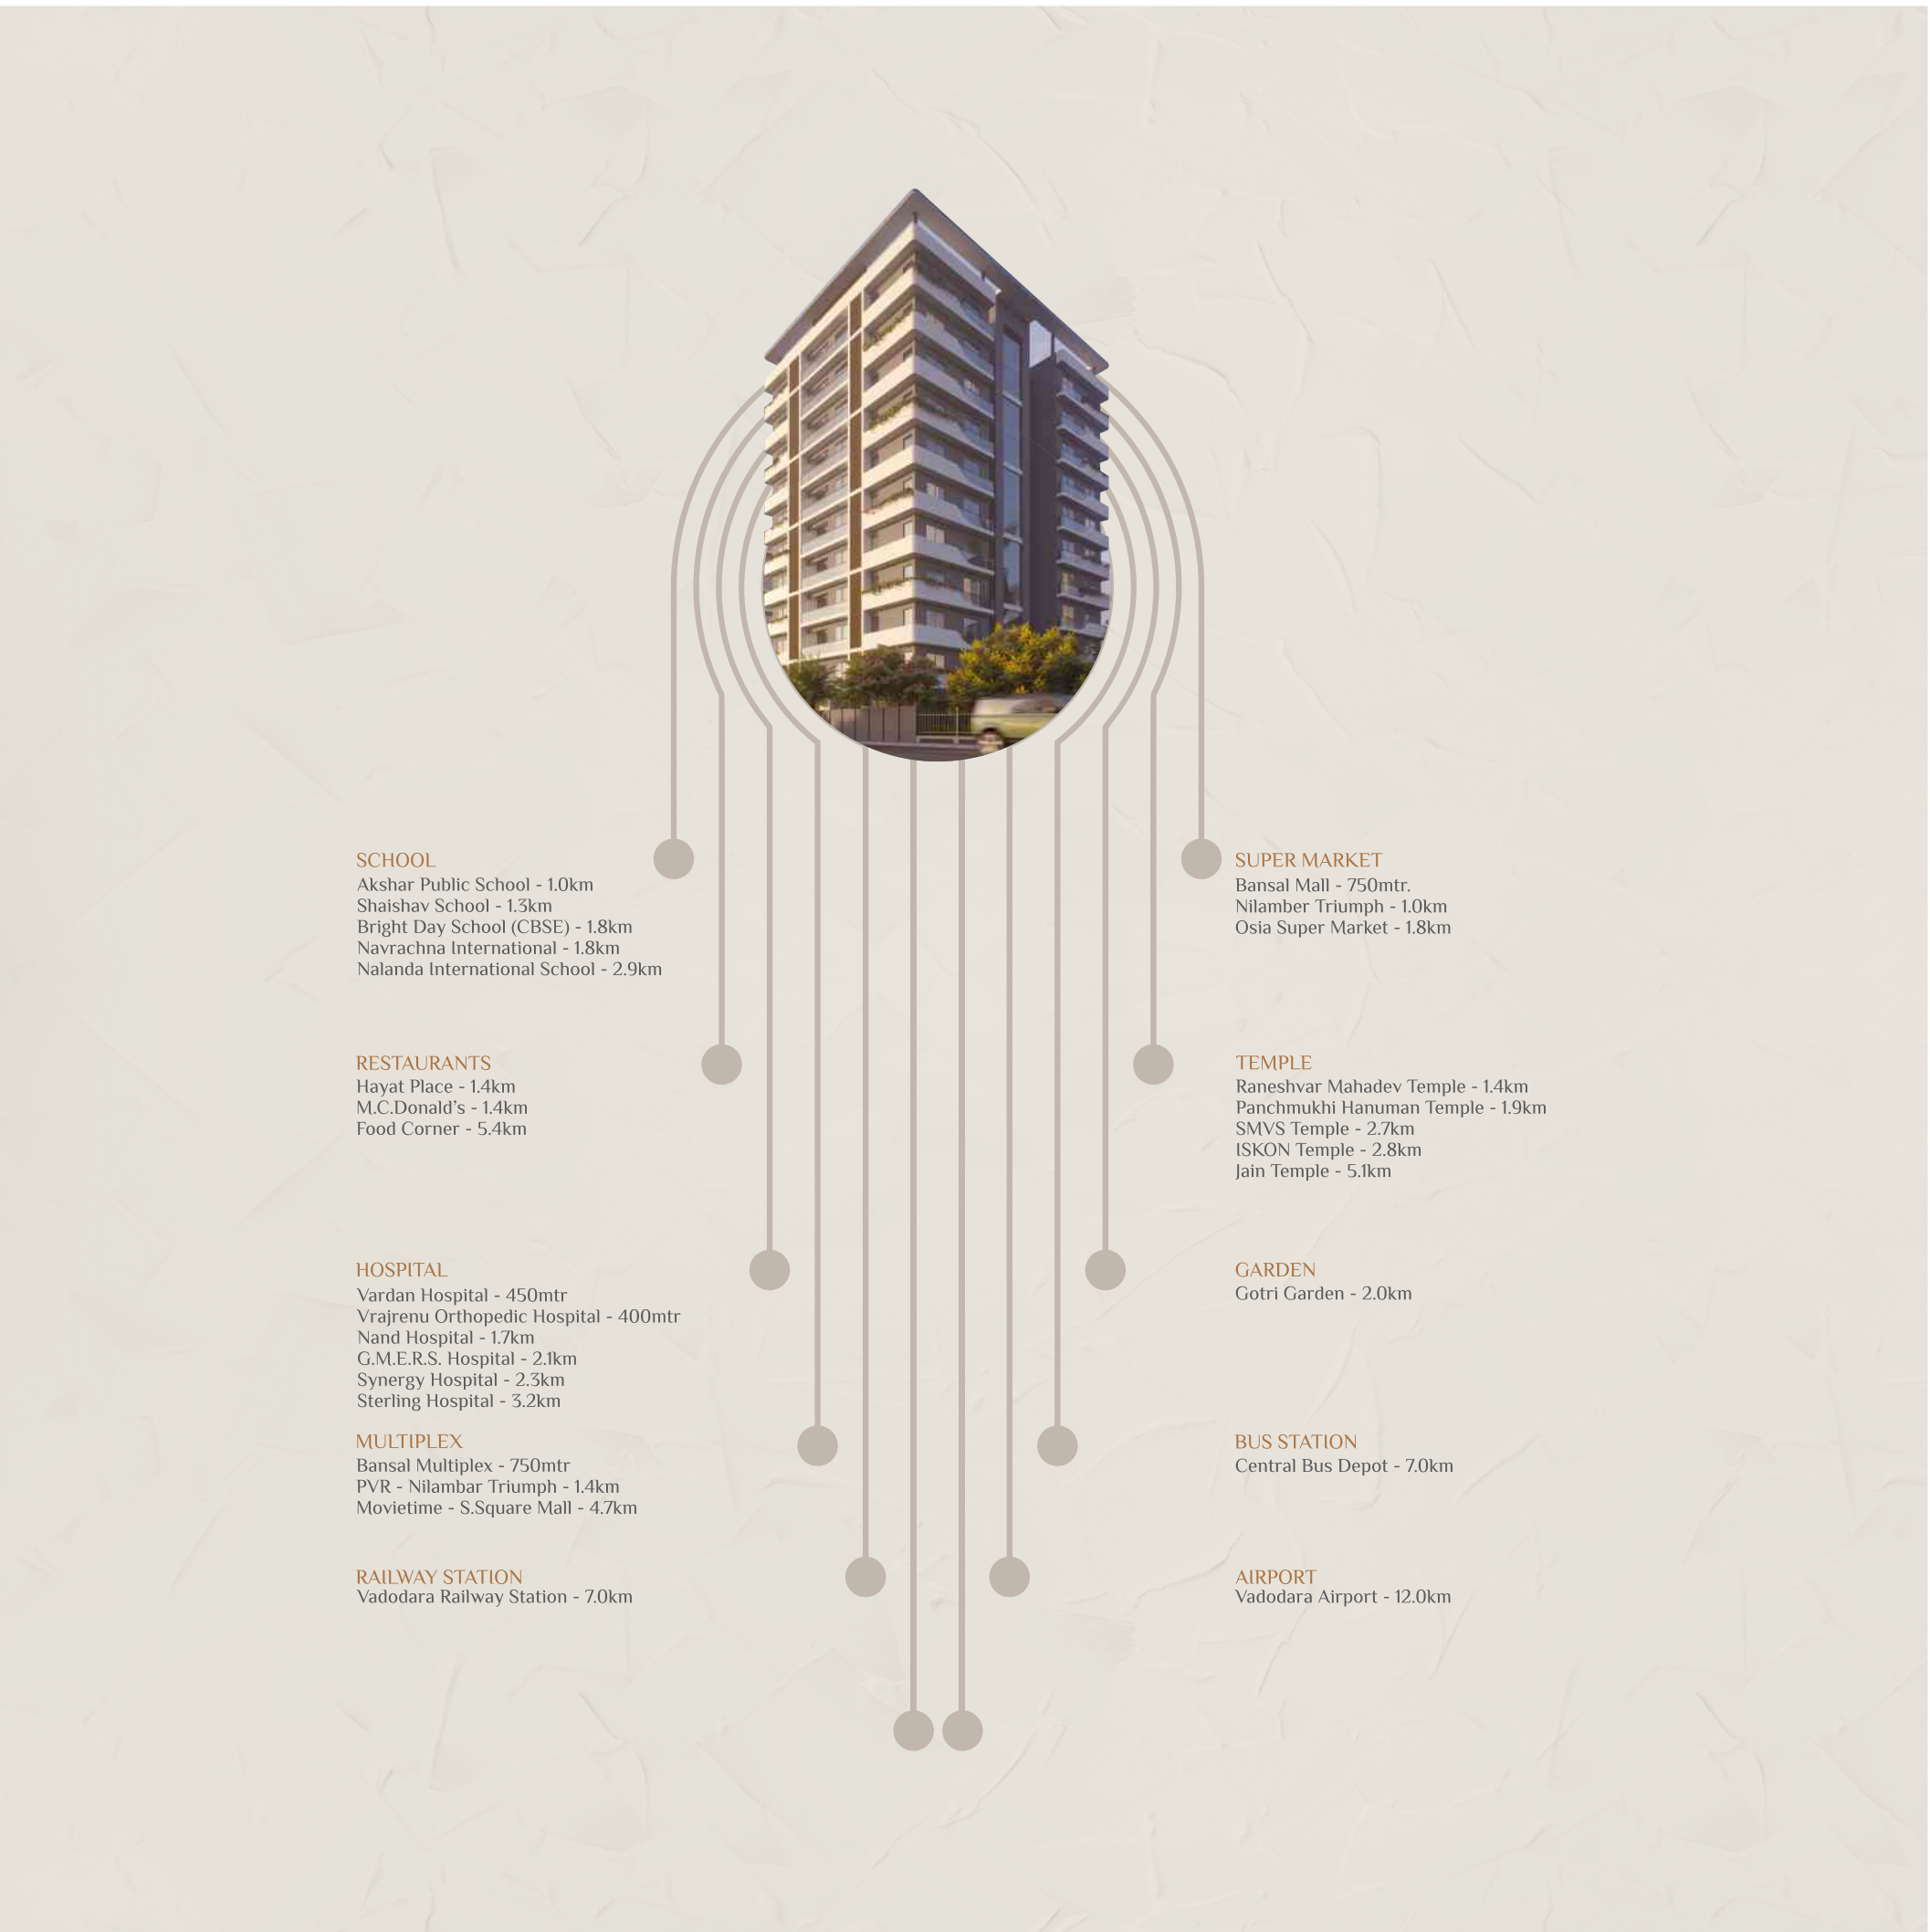 SCHOOL
Akshar Public School - 1.0km
Shaishav School - 1.3km
Bright Day School (CBSE) - 1.8km
Navrachna International - 1.8km
Nalanda International School - 2.9km
RESTAURANTS
Hayat Place - 1.4km
M.C.Donald's - 1.4km
Food Corner - 5.4km
HOSPITAL
Vardan Hospital - 450mtr
Vrajrenu Orthopedic Hospital - 400mtr
Nand Hospital - 1.7km
G.M.E.R.S. Hospital - 2.1km
Synergy Hospital - 2.3km
Sterling Hospital - 3.2km
MULTIPLEX
Bansal Multiplex - 750mtr
PVR - Nilambar Triumph - 1.4km
Movietime - S.Square Mall - 4.7km
RAILWAY STATION
Vadodara Railway Station - 7.0km
SUPER MARKET
Bansal Mall - 750mtr.
Nilamber Triumph - 1.0km
Osia Super Market - 1.8km
TEMPLE
Raneshvar Mahadev Temple - 1.4km
Panchmukhi Hanuman Temple - 1.9km
SMVS Temple - 2.7km
ISKON Temple - 2.8km
Jain Temple - 5.1km
GARDEN
Gotri Garden - 2.0km
BUS STATION
Central Bus Depot - 7.0km
AIRPORT
Vadodara Airport - 12.0km